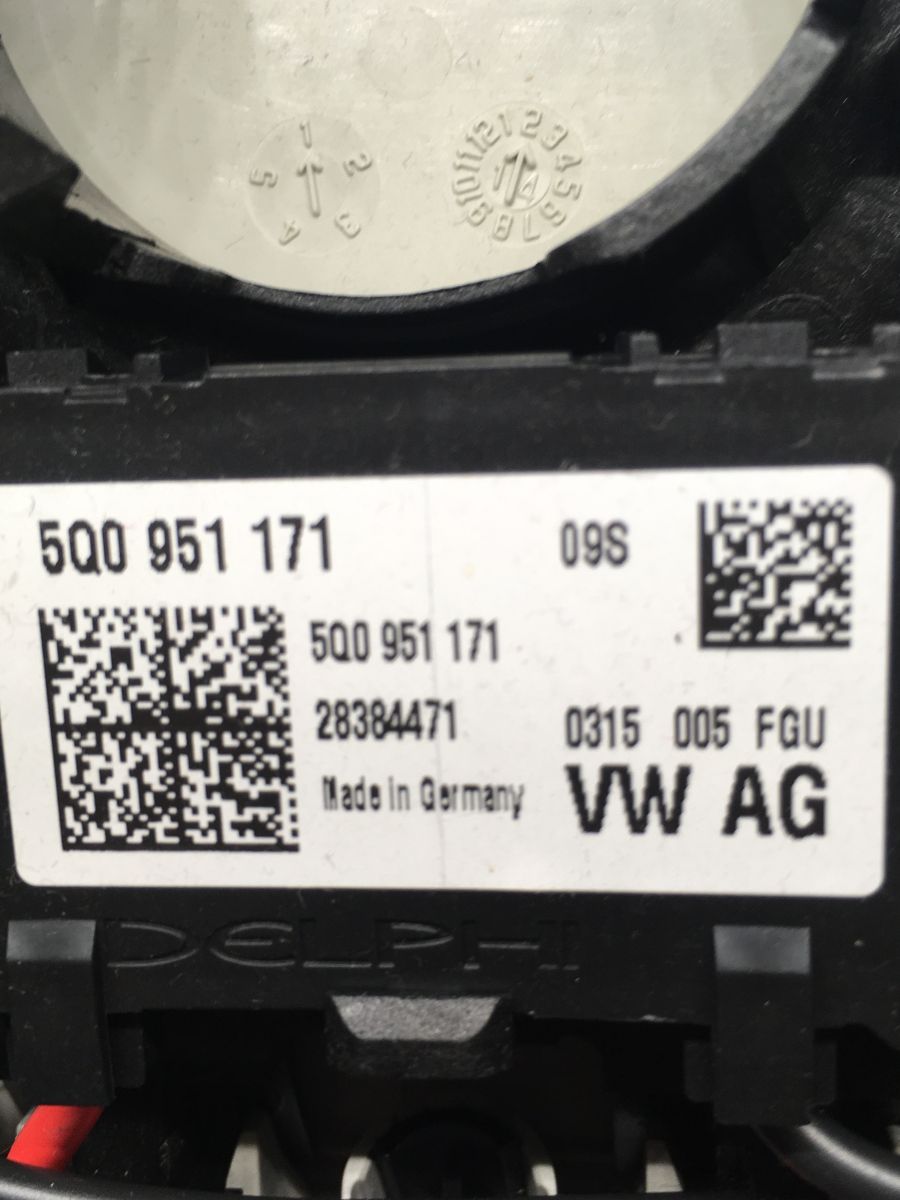 1 2 3 4 5
1 2 3 4 5 6 7 8 9 10 11 12
5Q0 951 171
09S
5Q0 951 171
28384471
0315 005 FGU
Made in Germany
VW AG
DELPHI